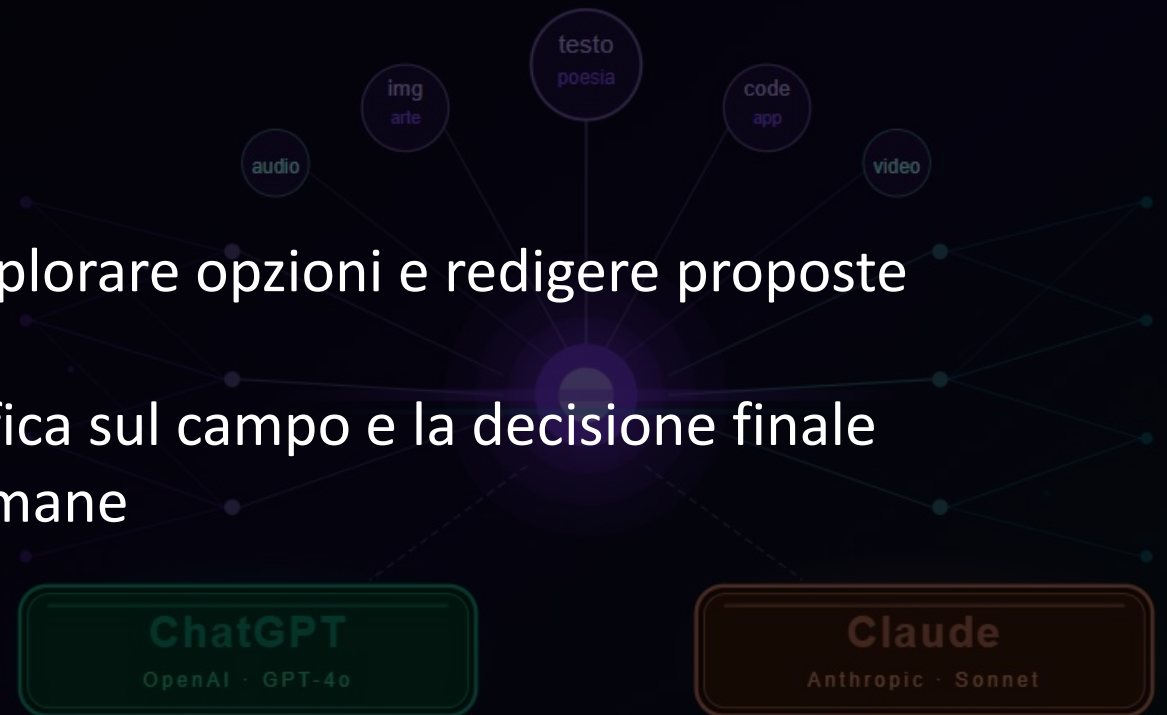 testo
poesia
img
arte
code
app
audio
video
plorare opzioni e redigere proposte
fica sul campo e la decisione finale
mane
ChatGPT
OpenAI · GPT-4o
Claude
Anthropic · Sonnet